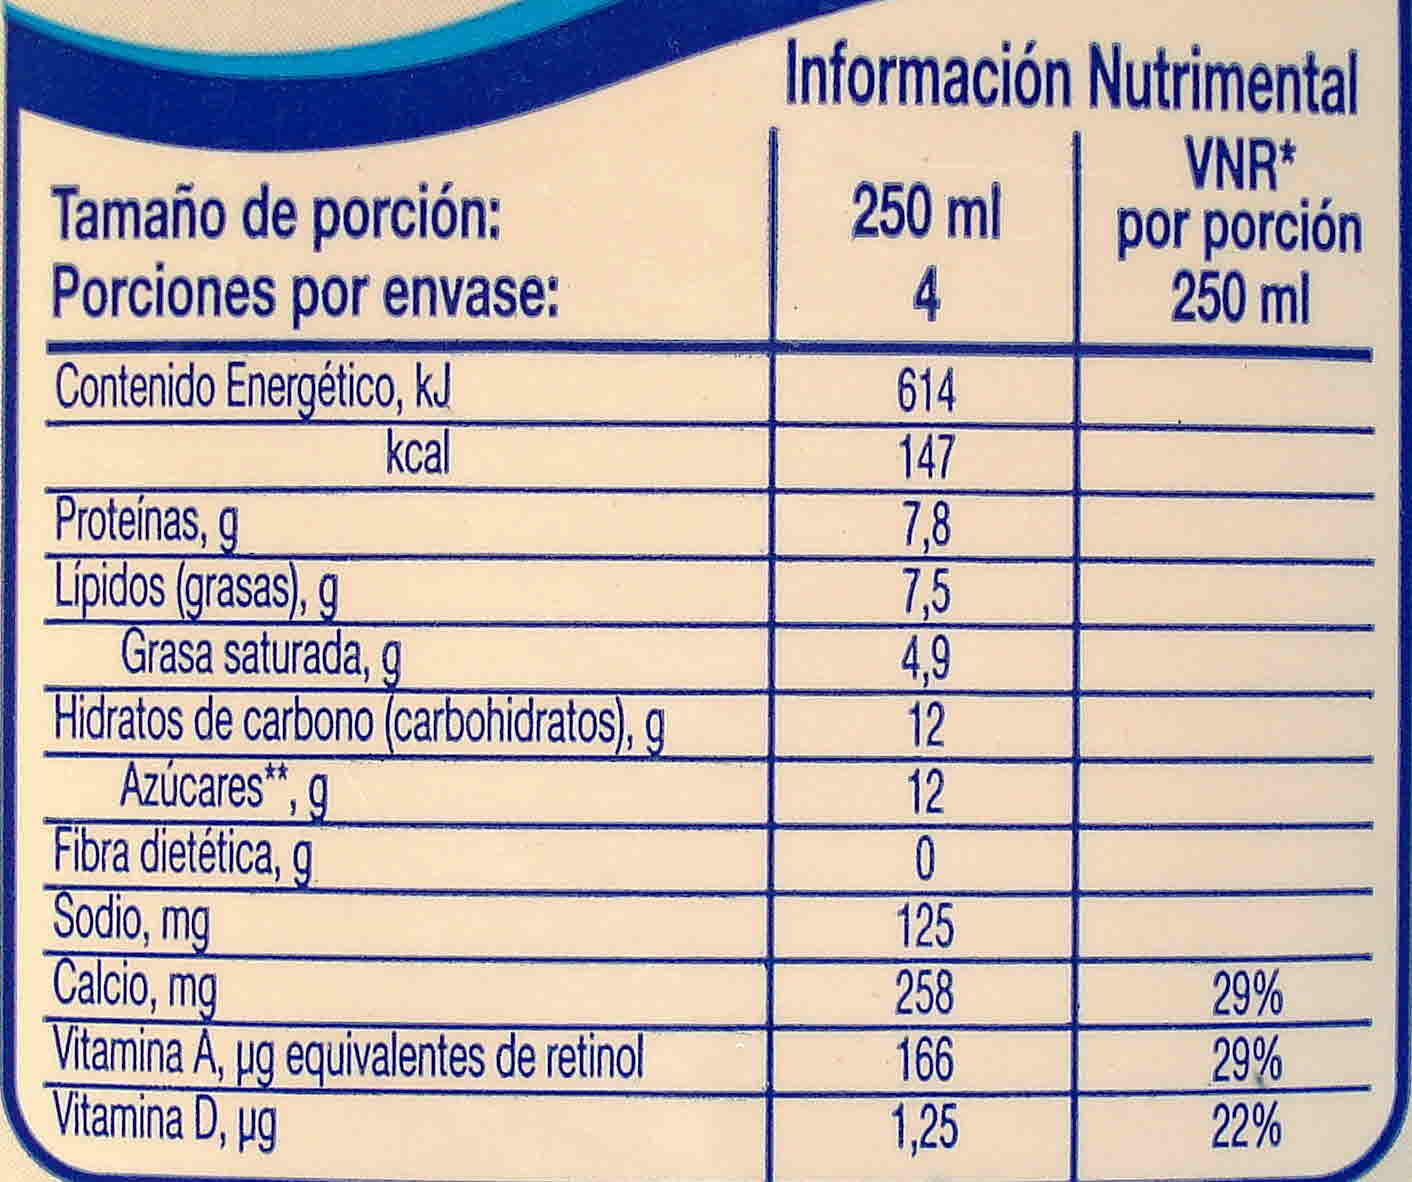 Información Nutrimental
Tamaño de porción: 250 ml VNR* por porción
Porciones por envase: 4 250 ml
Contenido Energético, kJ 614
kcal 147
Proteínas, g 7,8
Lípidos (grasas), g 7,5
Grasa saturada, g 4,9
Hidratos de carbono (carbohidratos), g 12
Azúcares**, g 12
Fibra dietética, g 0
Sodio, mg 125
Calcio, mg 258 29%
Vitamina A, µg equivalentes de retinol 166 29%
Vitamina D, µg 1,25 22%